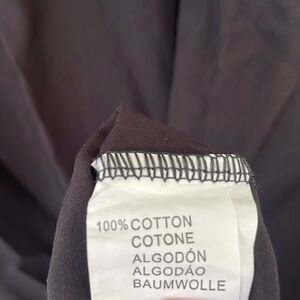 100% COTTON
COTONE
ALGODÓN
ALGODÃO
BAUMWOLLE